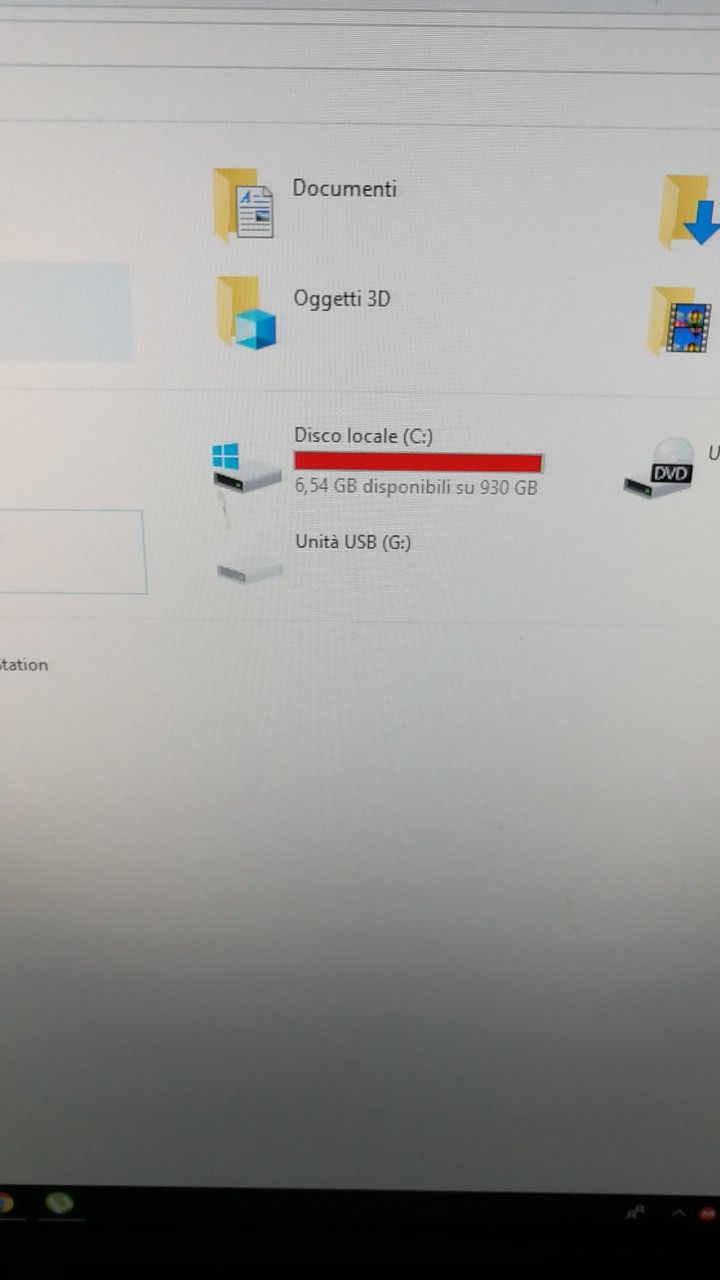 Documenti
Oggetti 3D
Disco locale (C:)
6,54 GB disponibili su 930 GB
DVD
U
Unità USB (G:)
Station